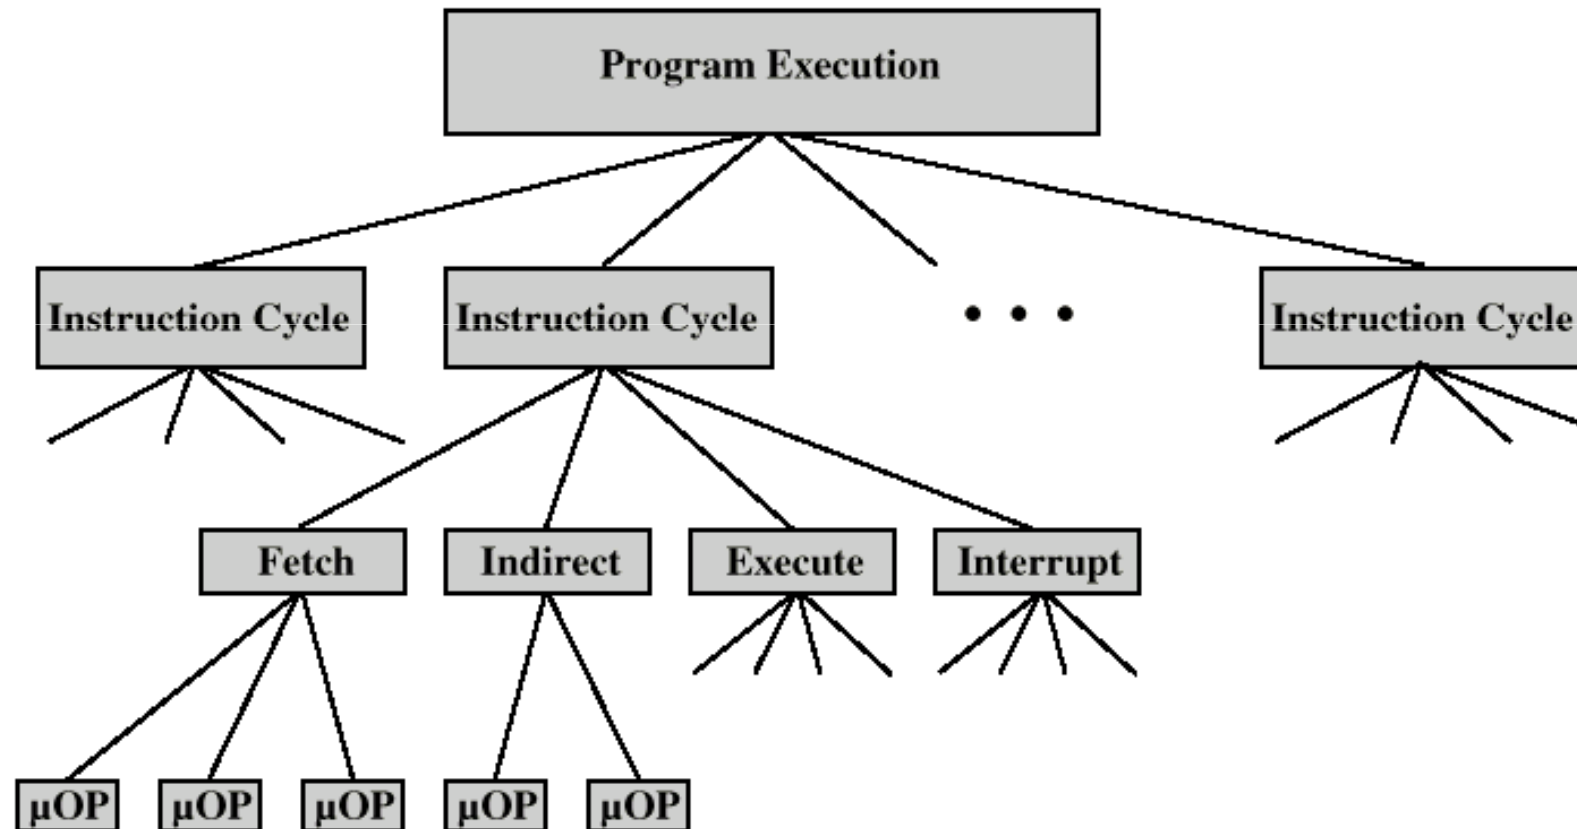 Program Execution
Instruction Cycle
Instruction Cycle
• • •
Instruction Cycle
Fetch
Indirect
Execute
Interrupt
µOP
µOP
µOP
µOP
µOP